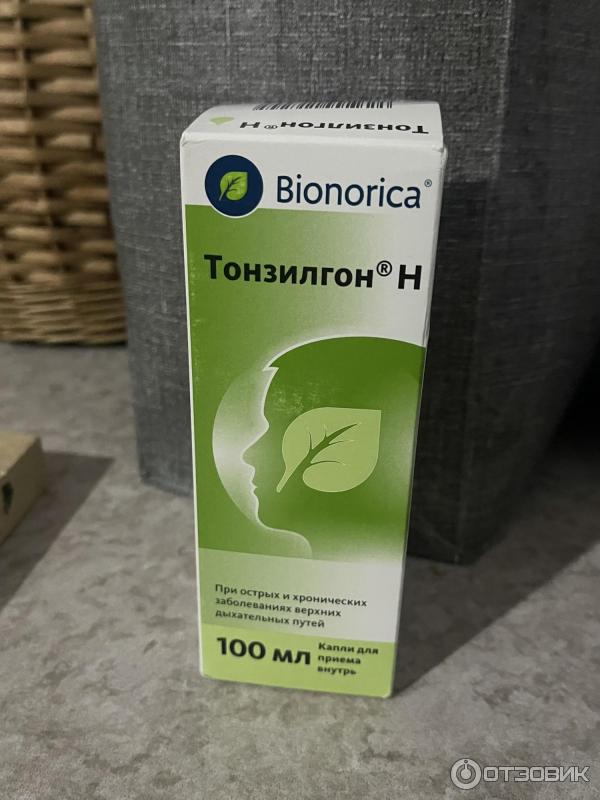 Тонзилгон® Н
Bionorica®
Тонзилгон® Н
При острых и хронических
заболеваниях верхних
дыхательных путей
100 мл
Капли для
приема
внутрь
ОТЗОВИК